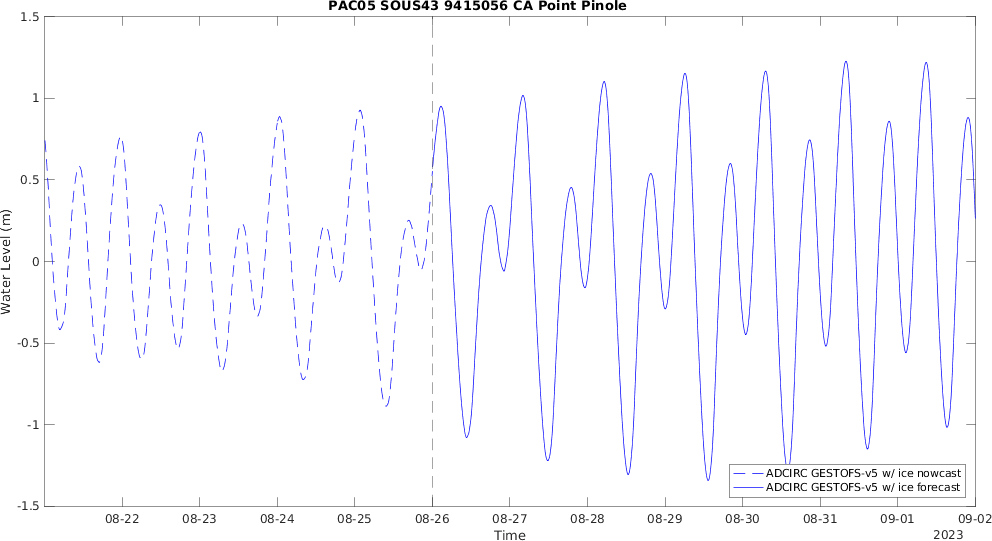 PAC05 SOUS43 9415056 CA Point Pinole
Water Level (m)
1.5
1
0.5
0
-0.5
-1
-1.5
08-22 08-23 08-24 08-25 08-26 08-27 08-28 08-29 08-30 08-31 09-01 09-02
Time
2023
ADCIRC GESTOFS-v5 w/ ice nowcast
ADCIRC GESTOFS-v5 w/ ice forecast